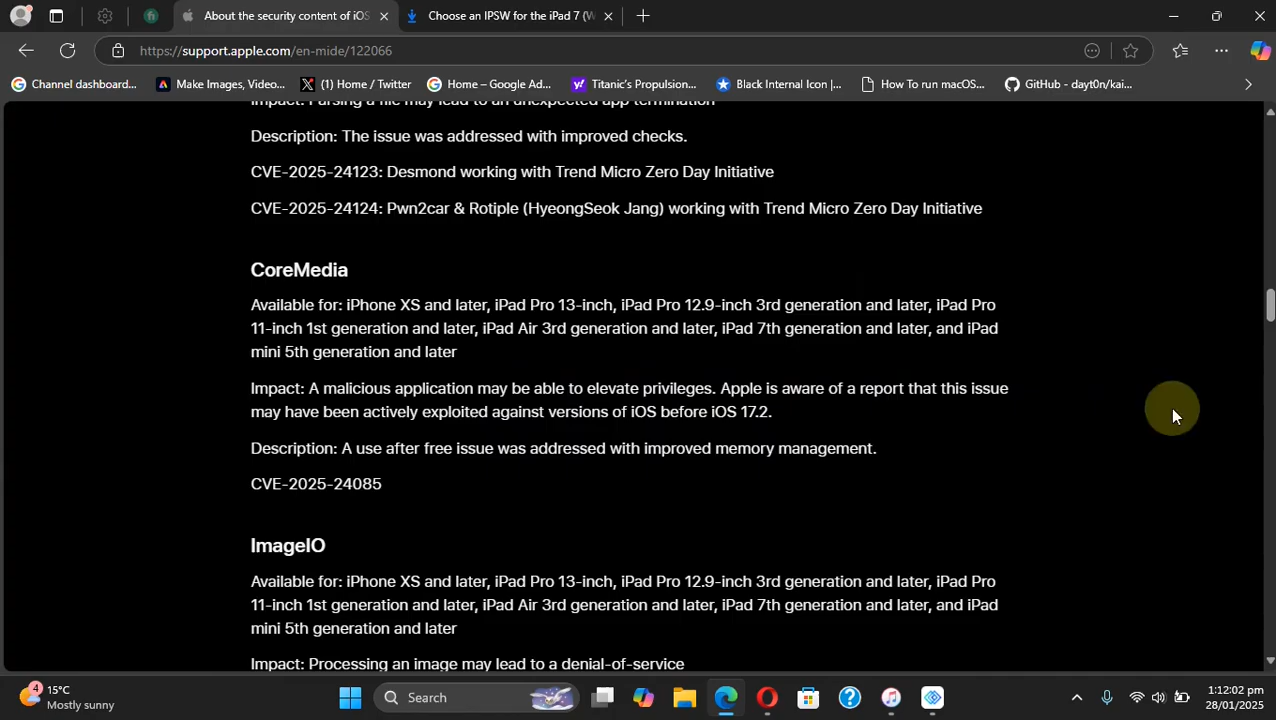 About the security content of iOS
Choose an IPSW for the iPad 7 (W
https://support.apple.com/en-mide/122066
Channel dashboard...
Make Images, Video...
(1) Home / Twitter
Home – Google Ad...
Titanic's Propulsion...
Black Internal Icon |...
How To run macOS...
GitHub - dayt0n/kai...
Impact: Parsing a file may lead to an unexpected app termination
Description: The issue was addressed with improved checks.
CVE-2025-24123: Desmond working with Trend Micro Zero Day Initiative
CVE-2025-24124: Pwn2car & Rotiple (HyeongSeok Jang) working with Trend Micro Zero Day Initiative
CoreMedia
Available for: iPhone XS and later, iPad Pro 13-inch, iPad Pro 12.9-inch 3rd generation and later, iPad Pro
11-inch 1st generation and later, iPad Air 3rd generation and later, iPad 7th generation and later, and iPad
mini 5th generation and later
Impact: A malicious application may be able to elevate privileges. Apple is aware of a report that this issue
may have been actively exploited against versions of iOS before iOS 17.2.
Description: A use after free issue was addressed with improved memory management.
CVE-2025-24085
ImageIO
Available for: iPhone XS and later, iPad Pro 13-inch, iPad Pro 12.9-inch 3rd generation and later, iPad Pro
11-inch 1st generation and later, iPad Air 3rd generation and later, iPad 7th generation and later, and iPad
mini 5th generation and later
Impact: Processing an image may lead to a denial-of-service
4
15°C
Mostly sunny
Search
1:12:02 pm
28/01/2025